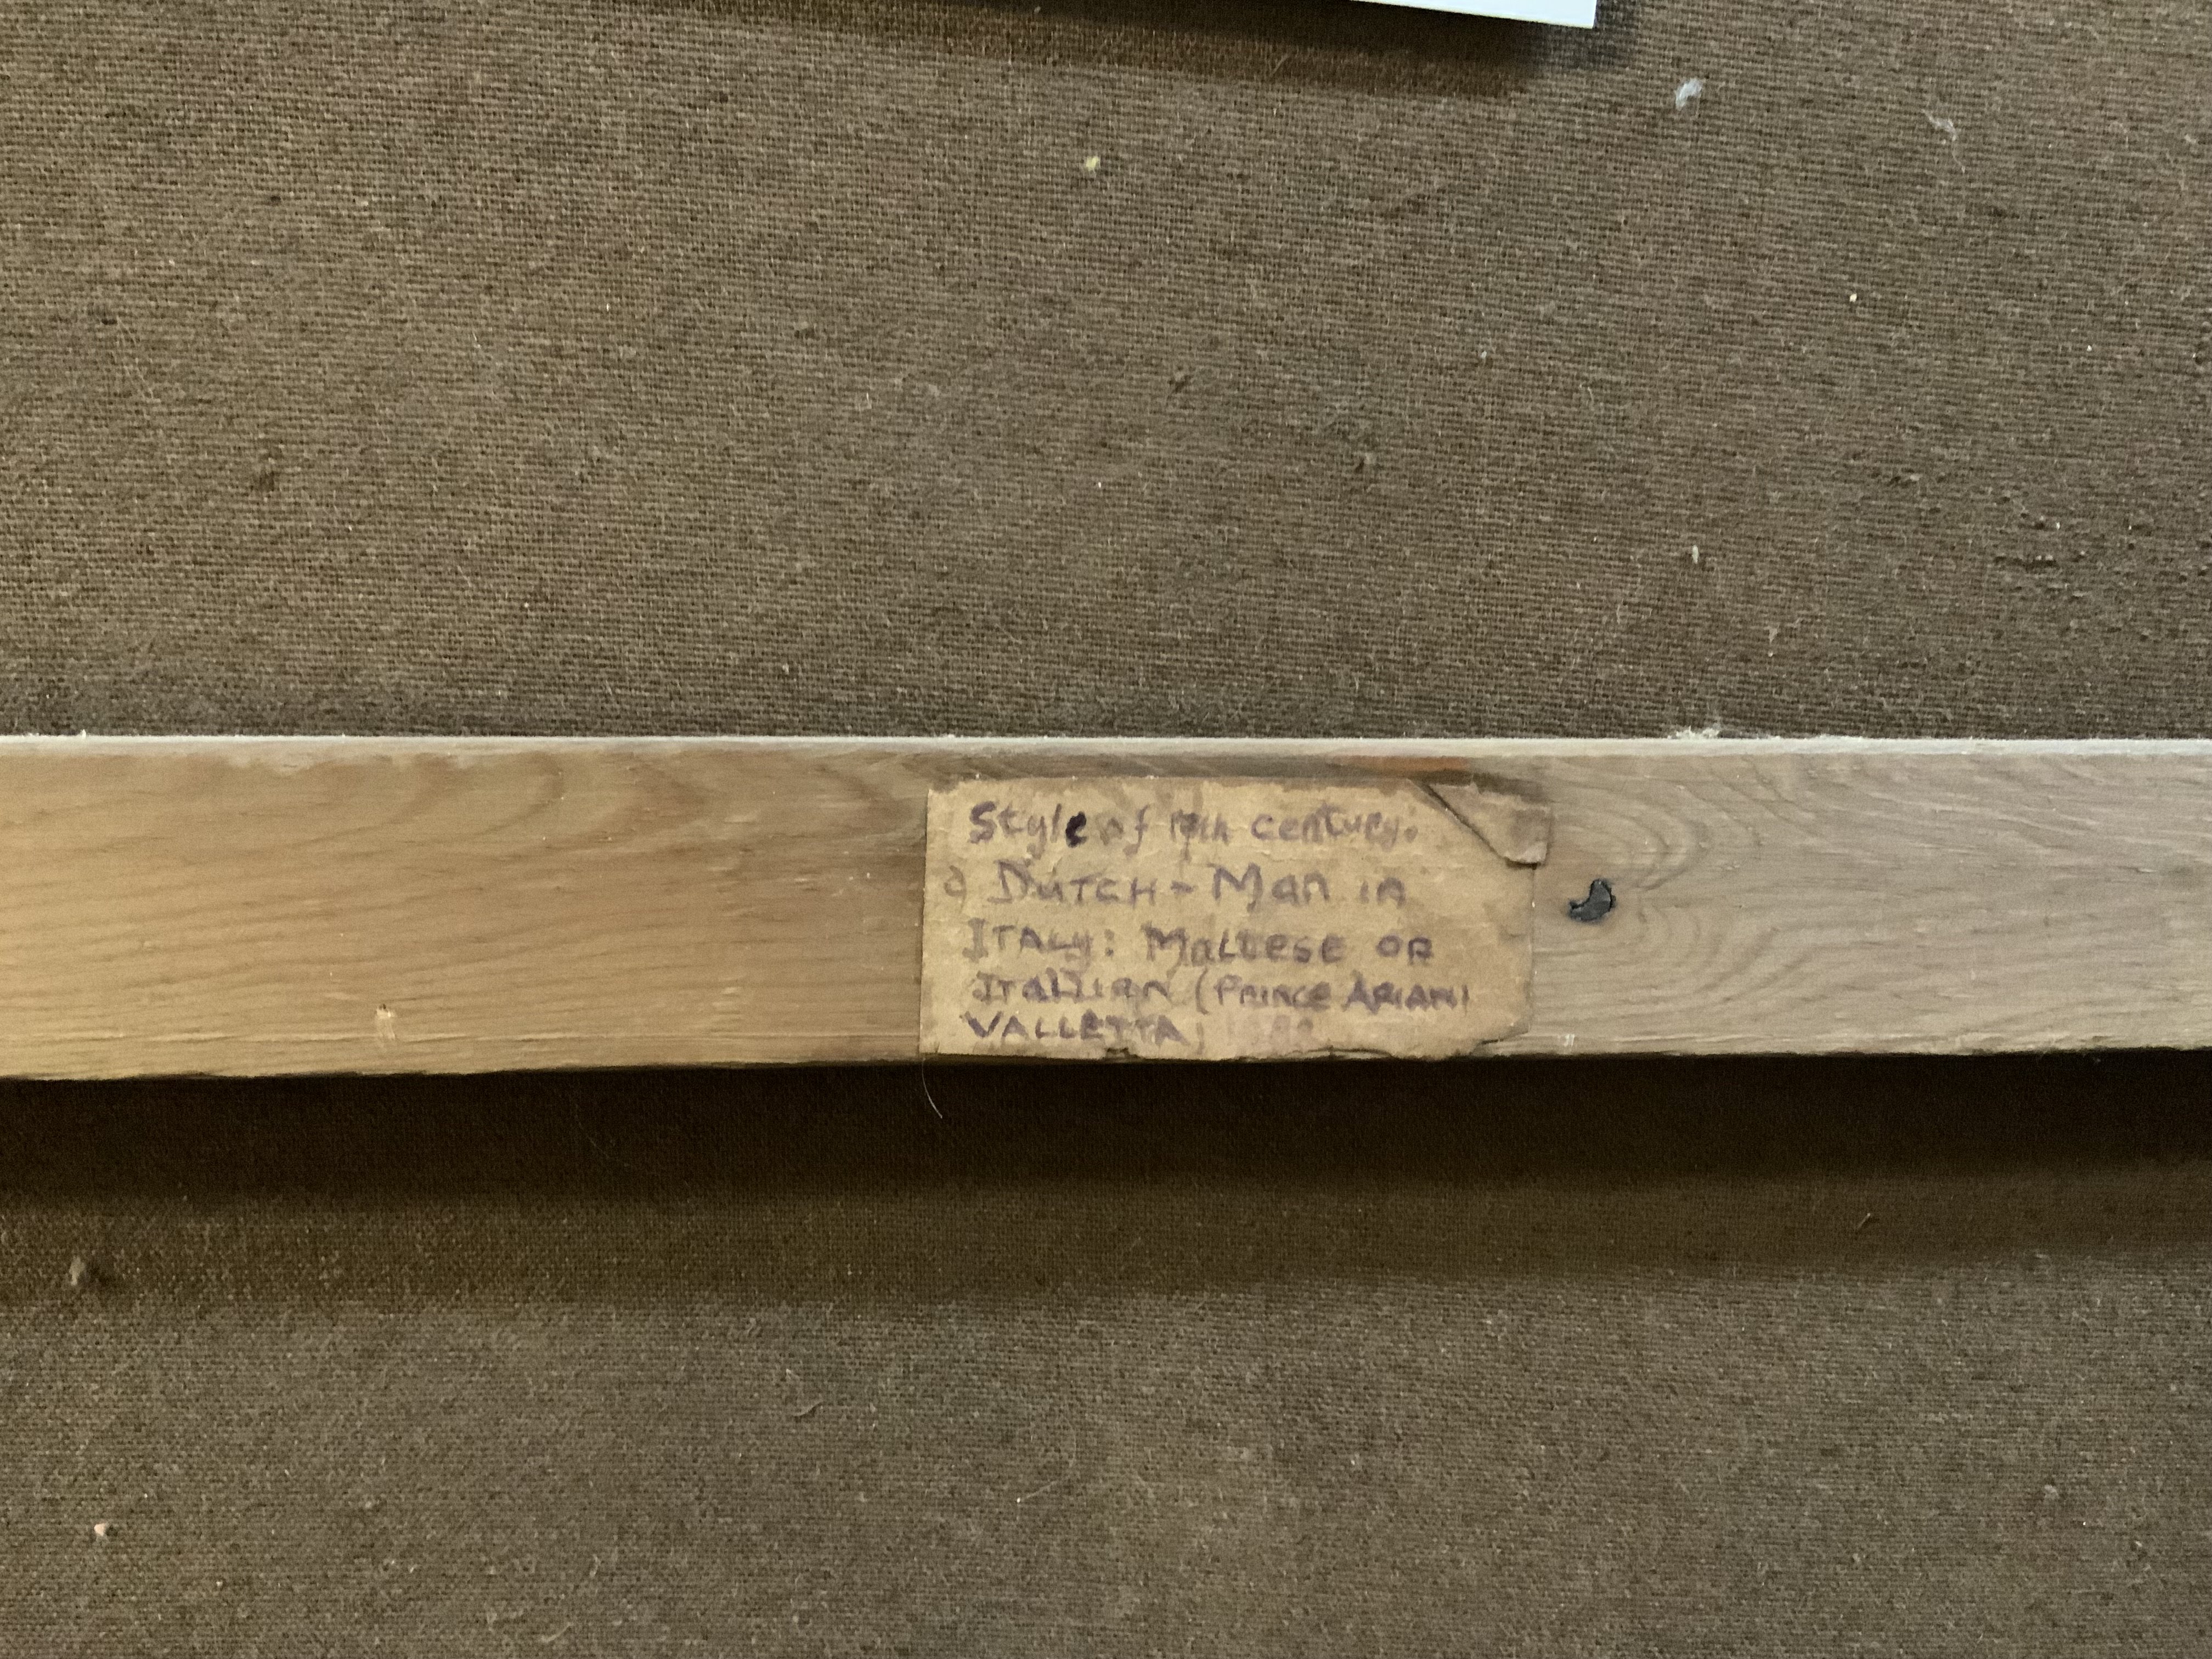 Style of 17th century.
a DUTCH - Man in
ITALY: Maltese OR
Itallian (Prince ARIANI
VALLETTA,